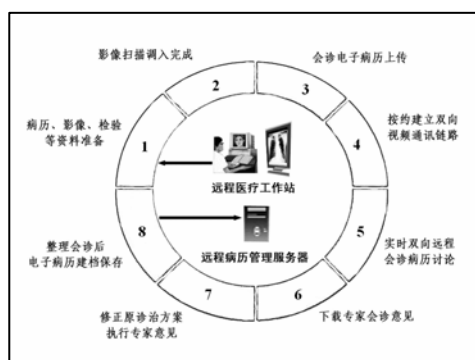 影像扫描调入完成
会诊电子病历上传
2
3
病历、影像、检验
等资料准备
1
4
按约建立双向
视频通讯链路
远程医疗工作站
8
5
整理会诊后
电子病历建档保存
远程病历管理服务器
实时双向远程
会诊病历讨论
7
6
修正原诊治方案
执行专家意见
下载专家会诊意见